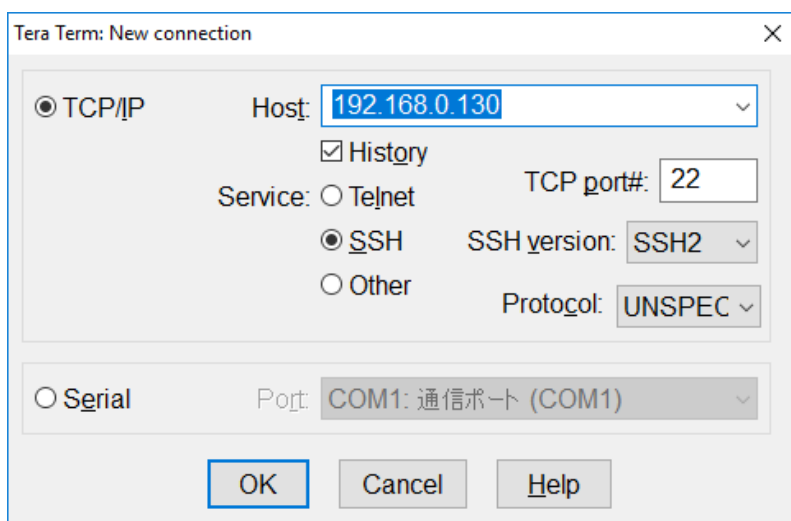 Tera Term: New connection
TCP/IP Host: 192.168.0.130
History
Service: Telnet TCP port#: 22
SSH SSH version: SSH2
Other Protocol: UNSPEC
Serial Port: COM1: 通信ポート (COM1)
OK Cancel Help